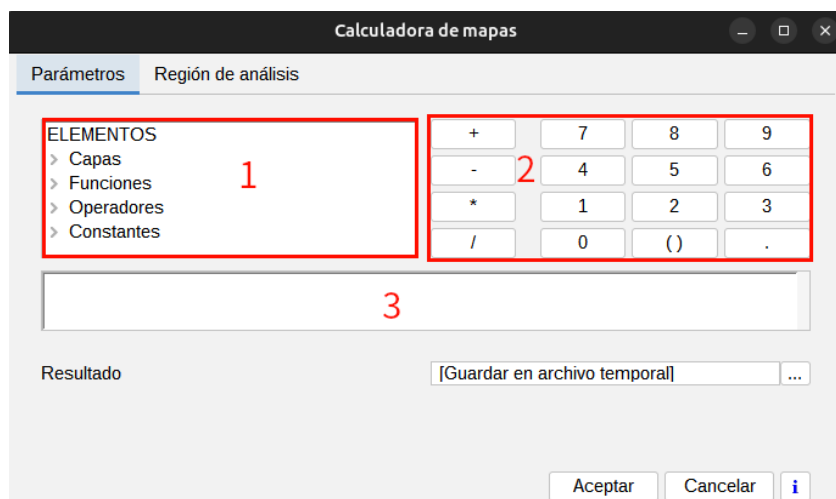 Calculadora de mapas
Parámetros Región de análisis
ELEMENTOS
Capas
Funciones
Operadores
Constantes
1
+ 7 8 9
- 4 5 6
* 1 2 3
/ 0 ( ) .
2
3
Resultado [Guardar en archivo temporal] ...
Aceptar Cancelar i